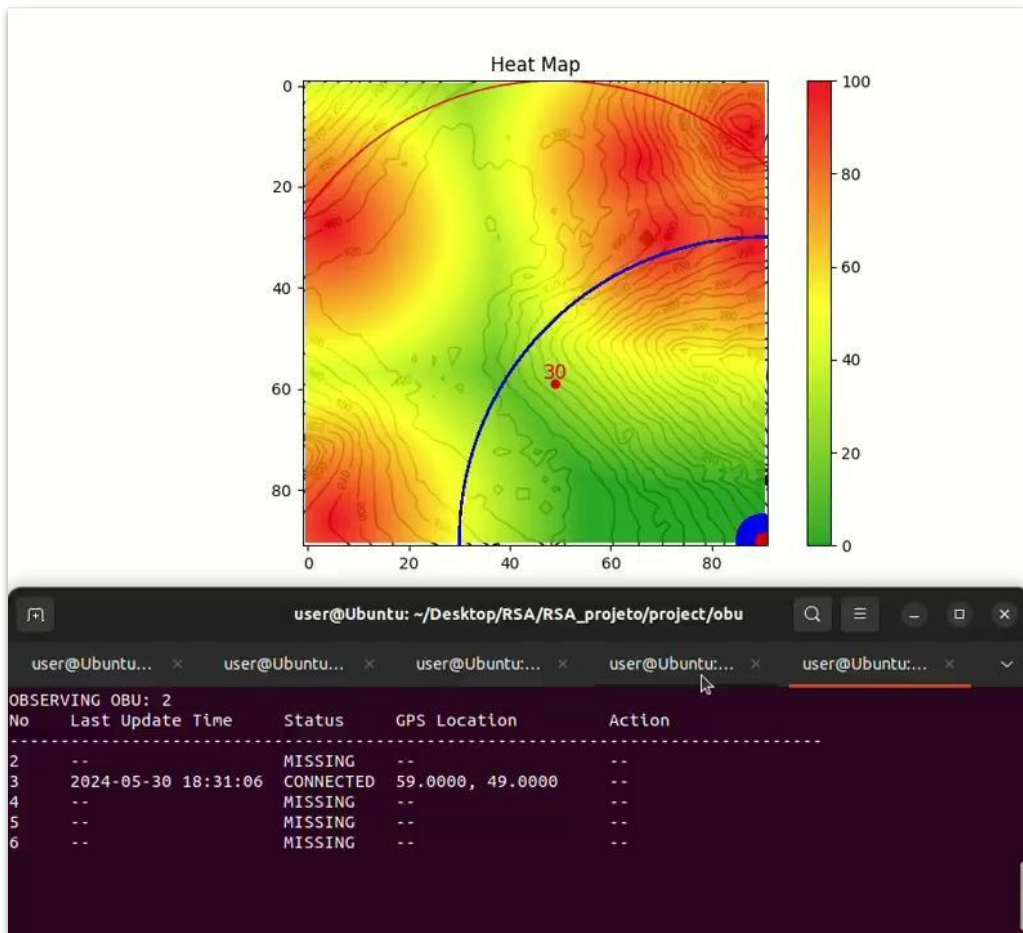 Heat Map
0
20
40
60
80
0
20
40
60
80
100
80
60
40
20
0
30
user@Ubuntu: ~/Desktop/RSA/RSA_projeto/project/obu
user@Ubuntu... × user@Ubuntu... × user@Ubuntu:... × user@Ubuntu:... × user@Ubuntu:... ×
OBSERVING OBU: 2
No Last Update Time Status GPS Location Action
--------------------------------------------------------------------------------
2 -- MISSING -- --
3 2024-05-30 18:31:06 CONNECTED 59.0000, 49.0000 --
4 -- MISSING -- --
5 -- MISSING -- --
6 -- MISSING -- --